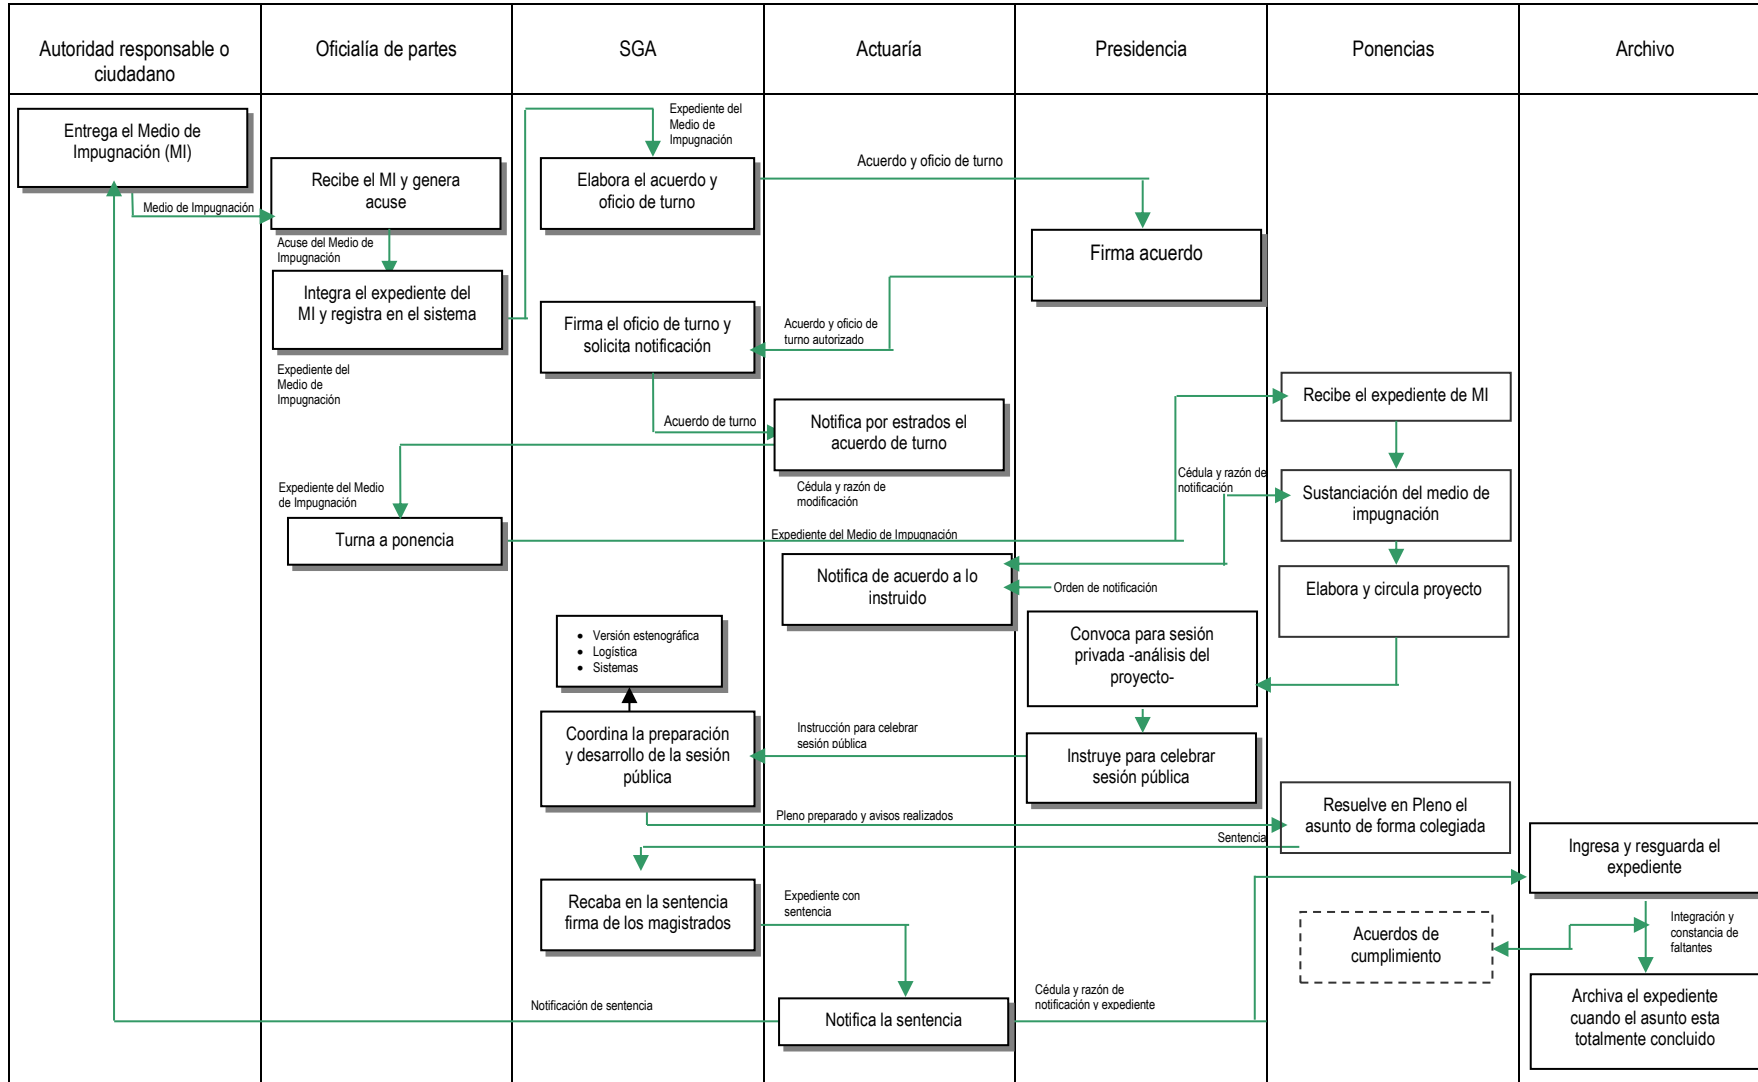 Autoridad responsable o
ciudadano
Oficialía de partes
SGA
Actuaría
Presidencia
Ponencias
Archivo
Entrega el Medio de
Impugnación (MI)
Medio de Impugnación
Recibe el MI y genera
acuse
Acuse del Medio de
Impugnación
Integra el expediente del
MI y registra en el sistema
Expediente del
Medio de
Impugnación
Expediente del
Medio de
Impugnación
Elabora el acuerdo y
oficio de turno
Acuerdo y oficio de turno
Firma acuerdo
Acuerdo y oficio de
turno autorizado
Firma el oficio de turno y
solicita notificación
Acuerdo de turno
Notifica por estrados el
acuerdo de turno
Cédula y razón de
modificación
Expediente del Medio
de Impugnación
Turna a ponencia
Expediente del Medio de Impugnación
Recibe el expediente de MI
Cédula y razón de
notificación
Sustanciación del medio de
impugnación
Notifica de acuerdo a lo
instruido
Orden de notificación
Elabora y circula proyecto
Convoca para sesión
privada -análisis del
proyecto-
• Versión estenográfica
• Logística
• Sistemas
Coordina la preparación
y desarrollo de la sesión
pública
Instrucción para celebrar
sesión pública
Instruye para celebrar
sesión pública
Pleno preparado y avisos realizados
Resuelve en Pleno el
asunto de forma colegiada
Sentencia
Ingresa y resguarda el
expediente
Recaba en la sentencia
firma de los magistrados
Expediente con
sentencia
Acuerdos de
cumplimiento
Integración y
constancia de
faltantes
Notificación de sentencia
Notifica la sentencia
Cédula y razón de
notificación y expediente
Archiva el expediente
cuando el asunto esta
totalmente concluido